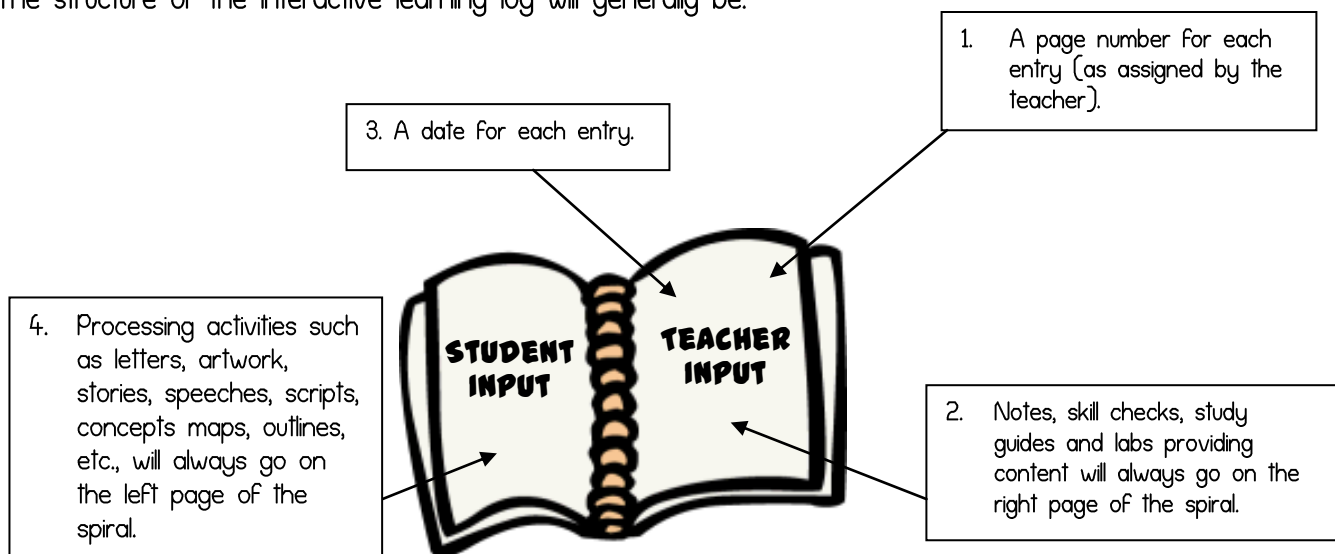 The structure of the interactive learning log will generally be:
1. A page number for each
entry (as assigned by the
teacher).
3. A date for each entry.
4. Processing activities such
as letters, artwork,
stories, speeches, scripts,
concepts maps, outlines,
etc., will always go on
the left page of the
spiral.
STUDENT
INPUT
TEACHER
INPUT
2. Notes, skill checks, study
guides and labs providing
content will always go on the
right page of the spiral.